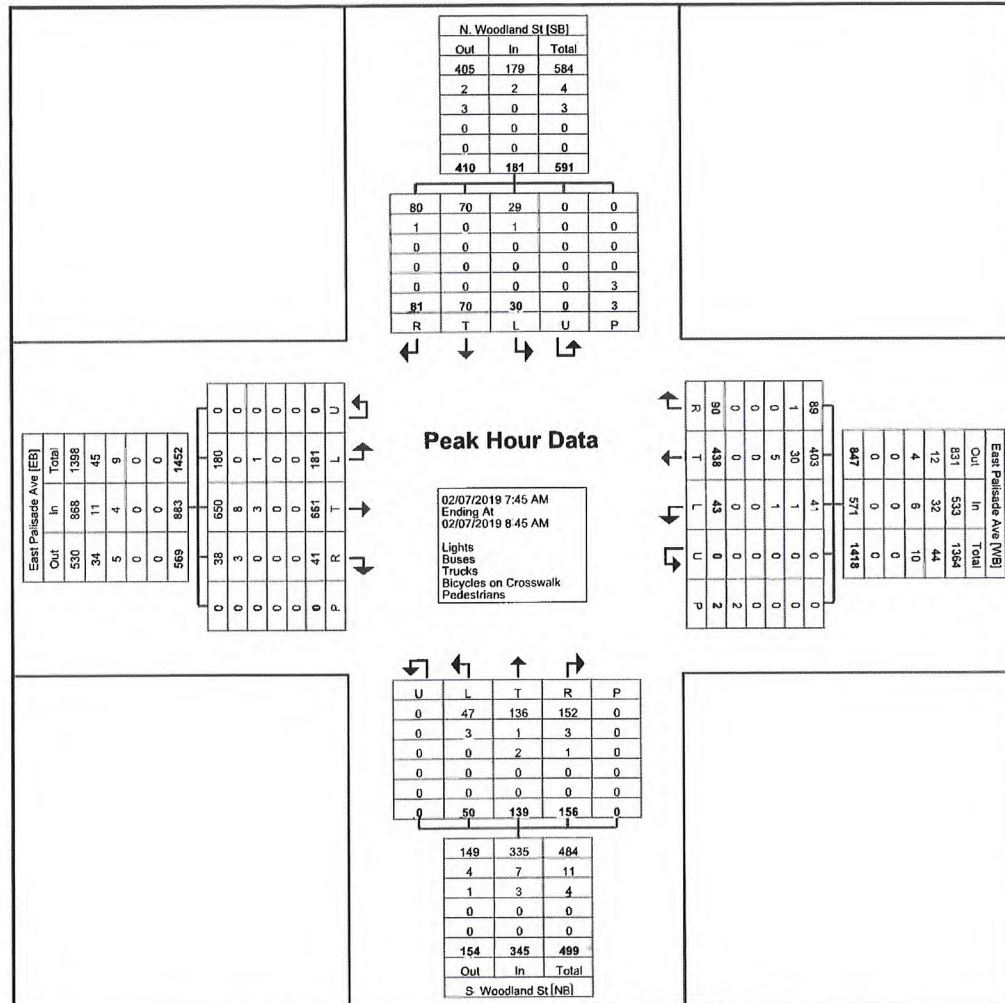 N. Woodland St [SB]
Out In Total
405 179 584
2 2 4
3 0 3
0 0 0
0 0 0
410 181 591
80 70 29 0 0
1 0 1 0 0
0 0 0 0 0
0 0 0 0 0
0 0 0 0 3
81 70 30 0 3
R T L U P
East Palisade Ave [EB]
Out In Total
530 868 1398
34 11 45
5 4 9
0 0 0
0 0 0
569 883 1452
0 38 650 180 0
0 3 8 0 0
0 0 3 1 0
0 0 0 0 0
0 0 0 0 0
0 41 661 181 0
P R T L U
Peak Hour Data
02/07/2019 7:45 AM
Ending At
02/07/2019 8:45 AM
Lights
Buses
Trucks
Bicycles on Crosswalk
Pedestrians
East Palisade Ave [WB]
Out In Total
831 533 1364
12 32 44
4 6 10
0 0 0
0 0 0
847 571 1418
89 403 41 0 0
1 30 1 0 0
0 5 1 0 0
0 0 0 0 0
0 0 0 0 2
90 438 43 0 2
R T L U P
U L T R P
0 47 136 152 0
0 3 1 3 0
0 0 2 1 0
0 0 0 0 0
0 0 0 0 0
0 50 139 156 0
149 335 484
4 7 11
1 3 4
0 0 0
0 0 0
154 345 499
Out In Total
S. Woodland St [NB]